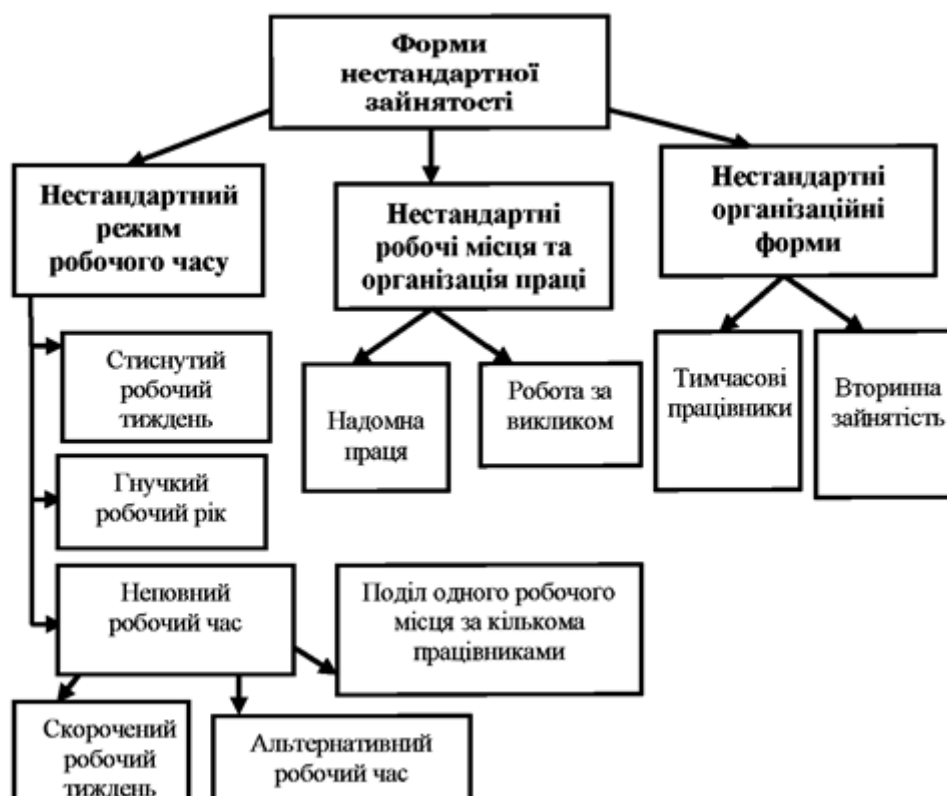 Форми
нестандартної
зайнятості
Нестандартний
режим
робочого часу
Нестандартні
робочі місця та
організація праці
Нестандартні
організаційні
форми
Стиснутий
робочий
тиждень
Надомна
праця
Робота за
викликом
Тимчасові
працівники
Вторинна
зайнятість
Гнучкий
робочий рік
Неповний
робочий час
Поділ одного робочого
місця за кількома
працівниками
Скорочений
робочий
тиждень
Альтернативний
робочий час